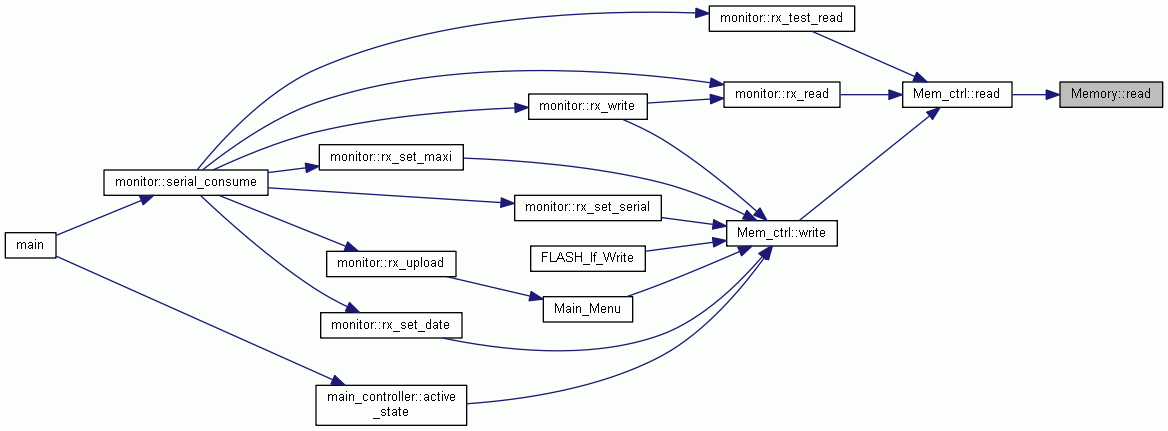 monitor::rx_test_read
monitor::rx_read
Mem_ctrl::read
Memory::read
monitor::rx_write
monitor::rx_set_maxi
monitor::serial_consume
monitor::rx_set_serial
Mem_ctrl::write
main
FLASH_If_Write
monitor::rx_upload
Main_Menu
monitor::rx_set_date
main_controller::active
_state